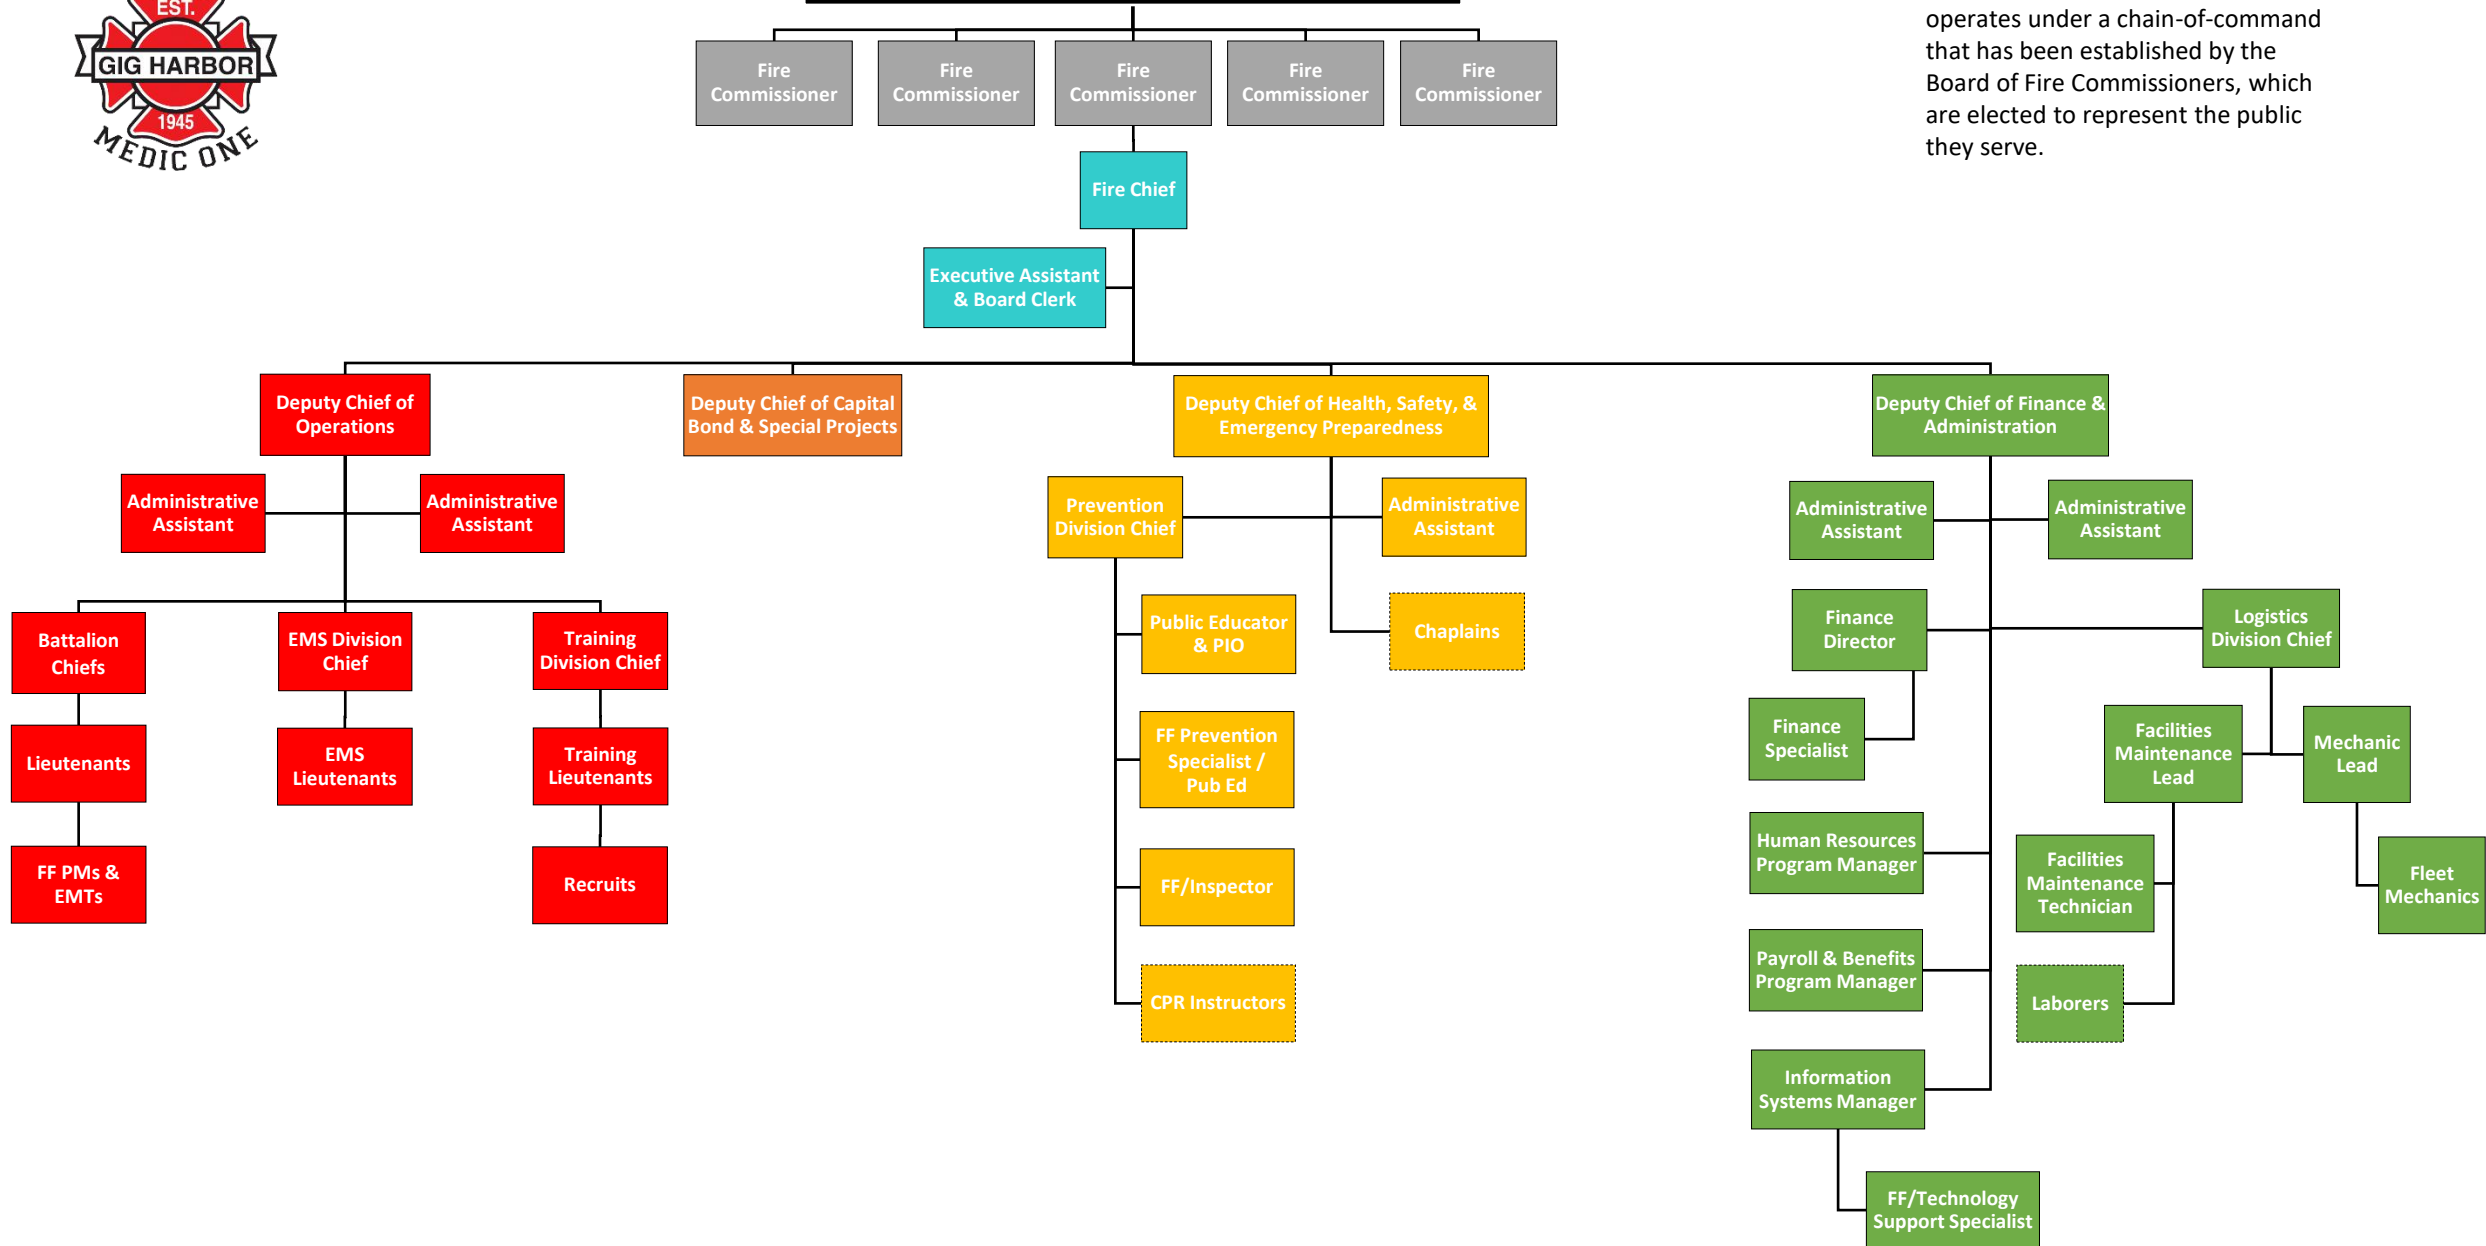 EST.
GIG HARBOR
1945
MEDIC ONE
operates under a chain-of-command
that has been established by the
Board of Fire Commissioners, which
are elected to represent the public
they serve.
Fire
Commissioner
Fire
Commissioner
Fire
Commissioner
Fire
Commissioner
Fire
Commissioner
Fire Chief
Executive Assistant
& Board Clerk
Deputy Chief of
Operations
Deputy Chief of Capital
Bond & Special Projects
Deputy Chief of Health, Safety, &
Emergency Preparedness
Deputy Chief of Finance &
Administration
Administrative
Assistant
Administrative
Assistant
Battalion
Chiefs
EMS Division
Chief
Training
Division Chief
Lieutenants
EMS
Lieutenants
Training
Lieutenants
FF PMs &
EMTs
Recruits
Prevention
Division Chief
Administrative
Assistant
Public Educator
& PIO
Chaplains
FF Prevention
Specialist /
Pub Ed
FF/Inspector
CPR Instructors
Administrative
Assistant
Administrative
Assistant
Finance
Director
Logistics
Division Chief
Finance
Specialist
Facilities
Maintenance
Lead
Mechanic
Lead
Human Resources
Program Manager
Facilities
Maintenance
Technician
Fleet
Mechanics
Payroll & Benefits
Program Manager
Laborers
Information
Systems Manager
FF/Technology
Support Specialist